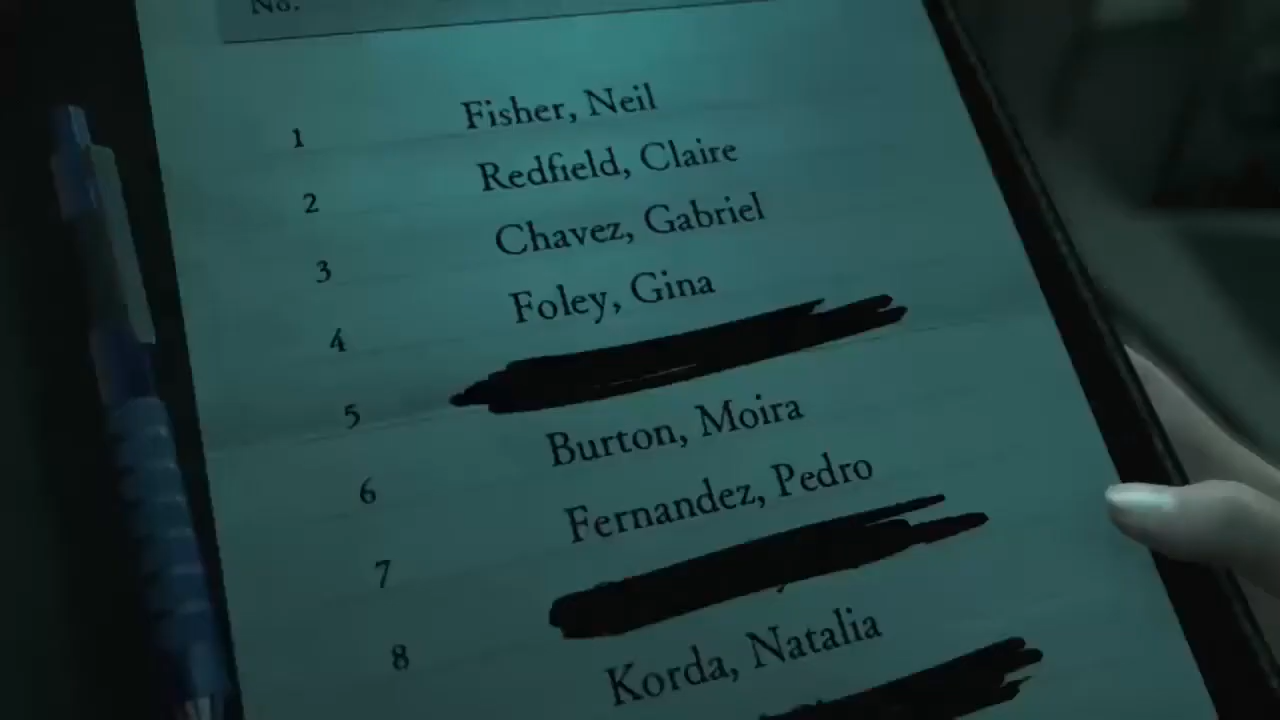 No.
1 Fisher, Neil
2 Redfield, Claire
3 Chavez, Gabriel
4 Foley, Gina
5
6 Burton, Moira
7 Fernandez, Pedro
8
Korda, Natalia